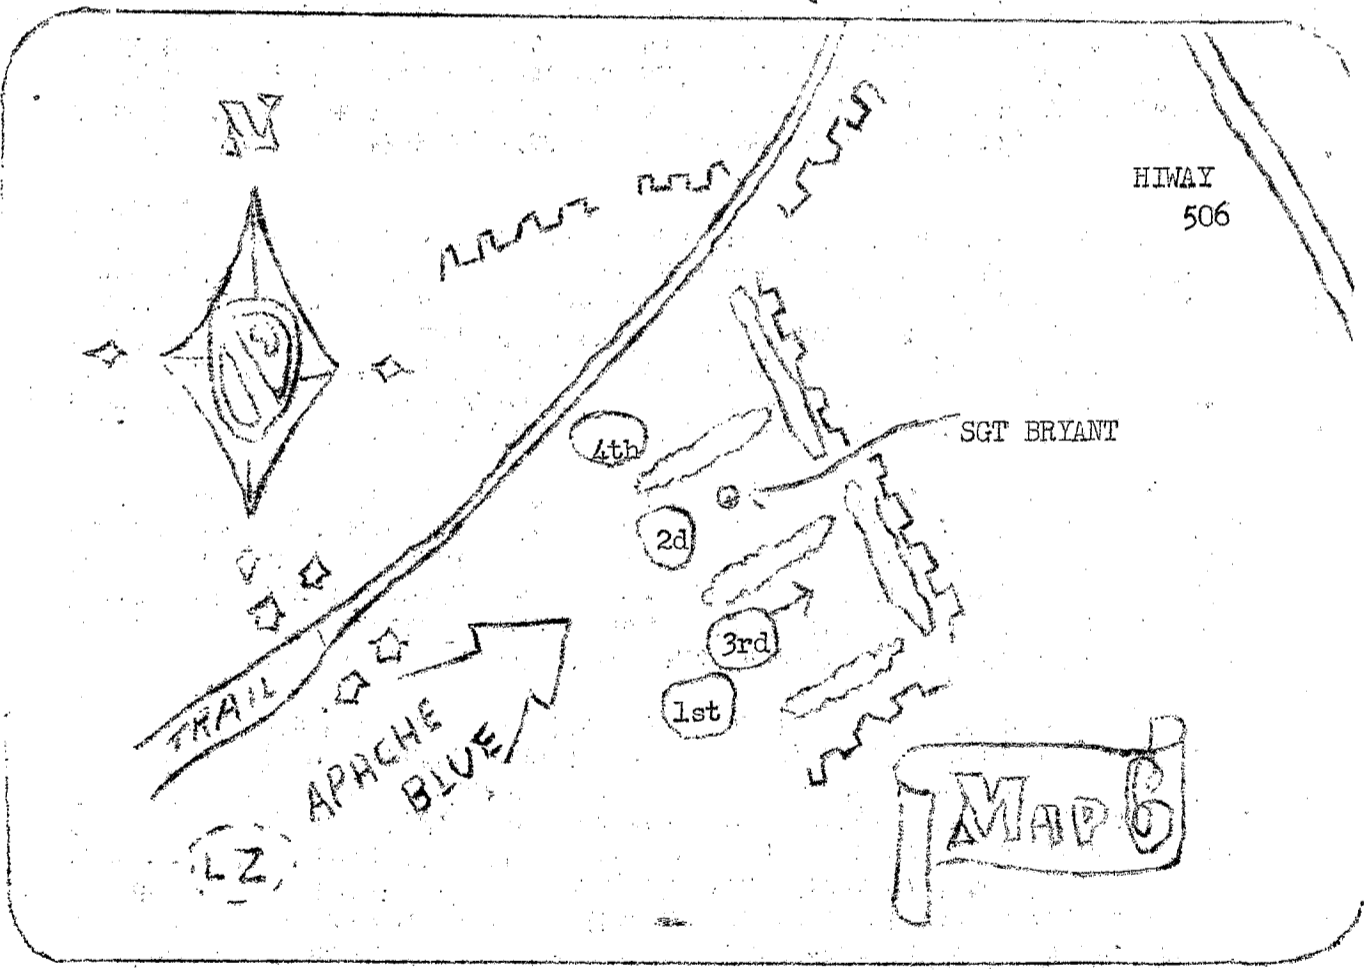 N
HIWAY
506
SGT BRYANT
4th
2d
3rd
1st
TRAIL
APACHE
BLUE
LZ
MAP 6